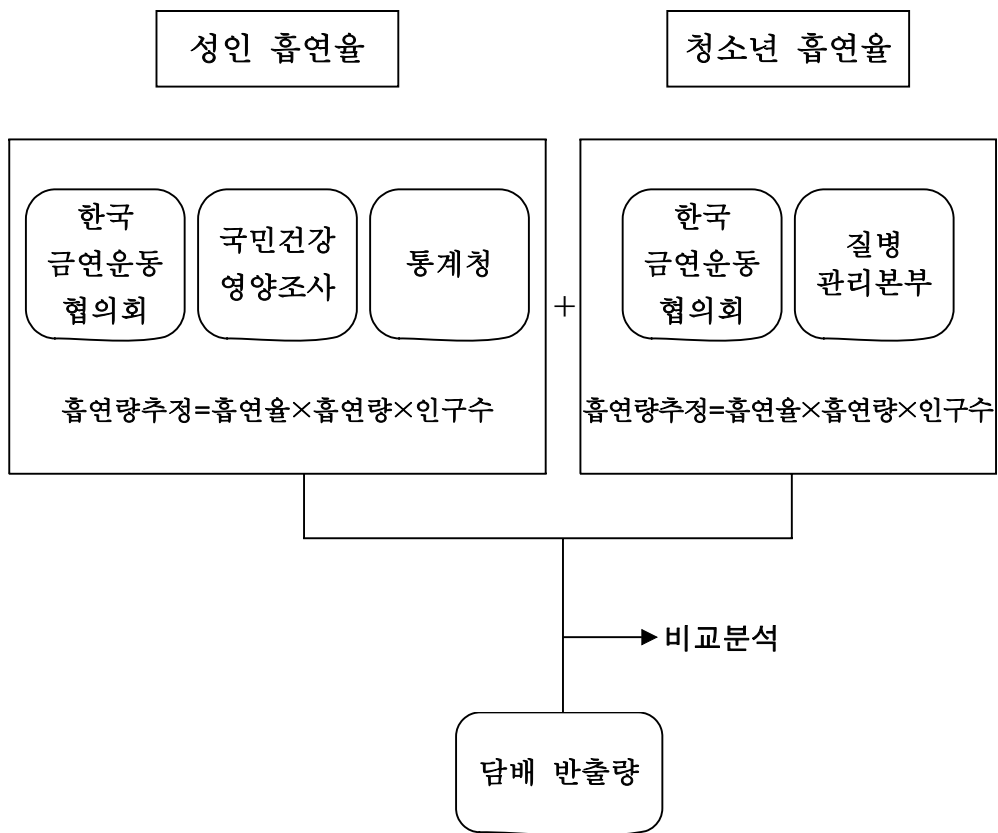 성인 흡연율
청소년 흡연율
한국
금연운동
협의회
국민건강
영양조사
통계청
흡연량추정=흡연율×흡연량×인구수
+
한국
금연운동
협의회
질병
관리본부
흡연량추정=흡연율×흡연량×인구수
비교분석
담배 반출량